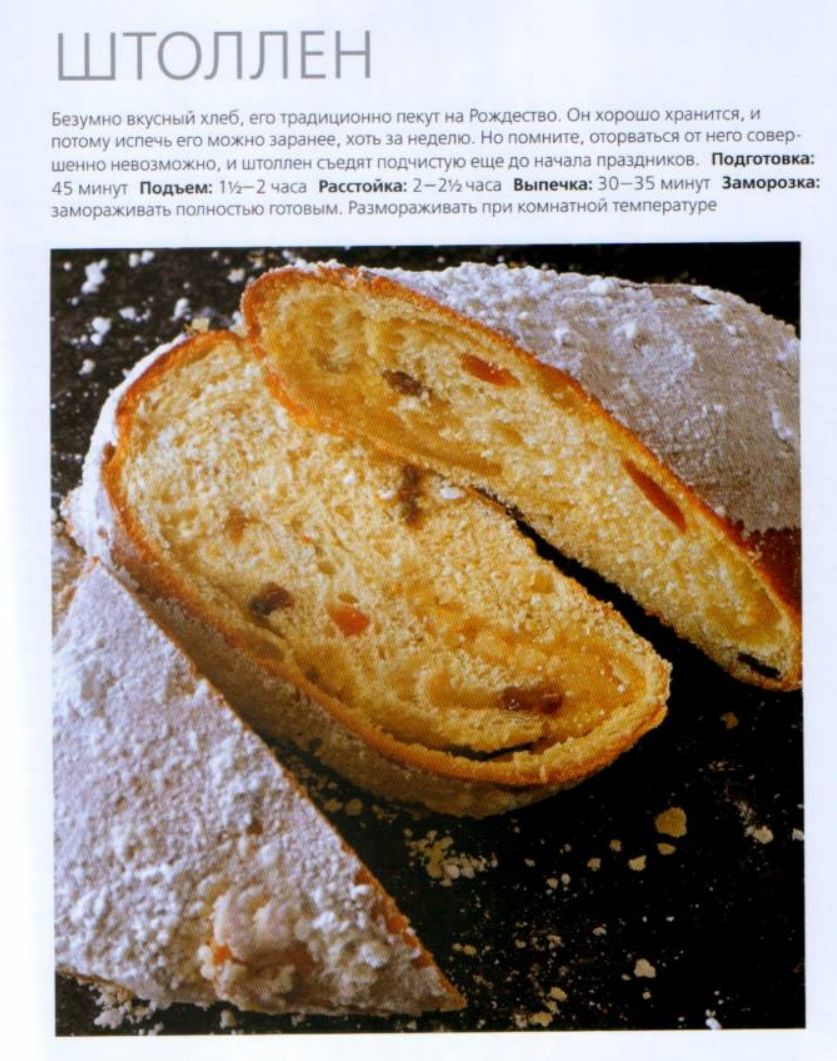 ШТОЛЛЕН
Безумно вкусный хлеб, его традиционно пекут на Рождество. Он хорошо хранится, и
потому испечь его можно заранее, хоть за неделю. Но помните, оторваться от него совер-
шенно невозможно, и штоллен съедят подчистую еще до начала праздников. Подготовка:
45 минут Подъем: 1½—2 часа Расстойка: 2—2½ часа Выпечка: 30—35 минут Заморозка:
замораживать полностью готовым. Размораживать при комнатной температуре